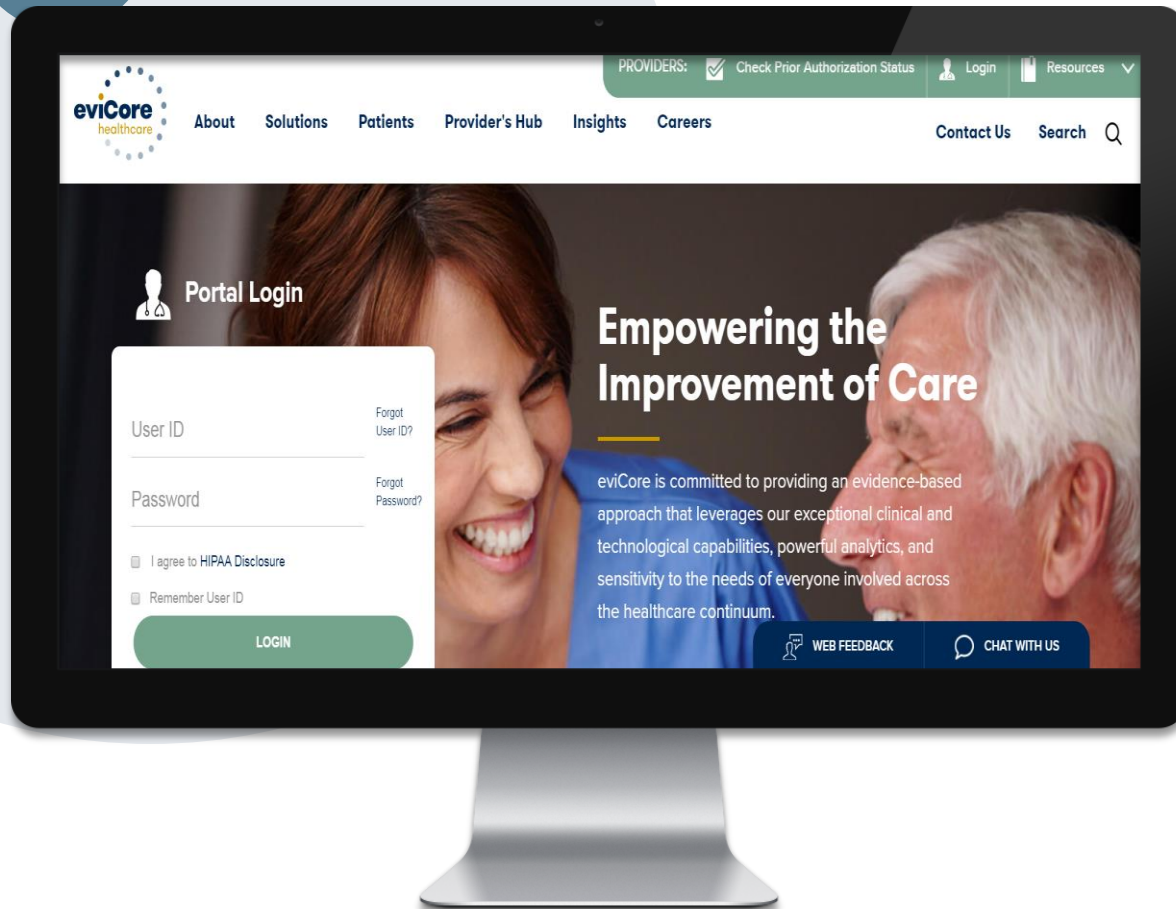 PROVIDERS: Check Prior Authorization Status Login Resources
eviCore
healthcare
About Solutions Patients Provider's Hub Insights Careers
Contact Us Search
Portal Login
User ID
Forgot
User ID?
Password
Forgot
Password?
I agree to HIPAA Disclosure
Remember User ID
LOGIN
Empowering the
Improvement of Care
eviCore is committed to providing an evidence-based
approach that leverages our exceptional clinical and
technological capabilities, powerful analytics, and
sensitivity to the needs of everyone involved across
the healthcare continuum.
WEB FEEDBACK CHAT WITH US